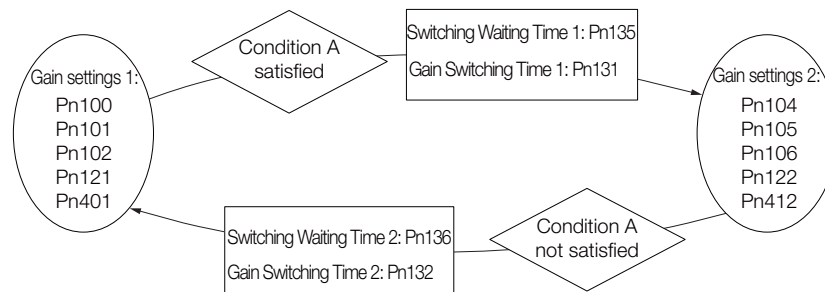 Gain settings 1:
Pn100
Pn101
Pn102
Pn121
Pn401
Condition A
satisfied
Switching Waiting Time 1: Pn135
Gain Switching Time 1: Pn131
Gain settings 2:
Pn104
Pn105
Pn106
Pn122
Pn412
Condition A
not satisfied
Switching Waiting Time 2: Pn136
Gain Switching Time 2: Pn132